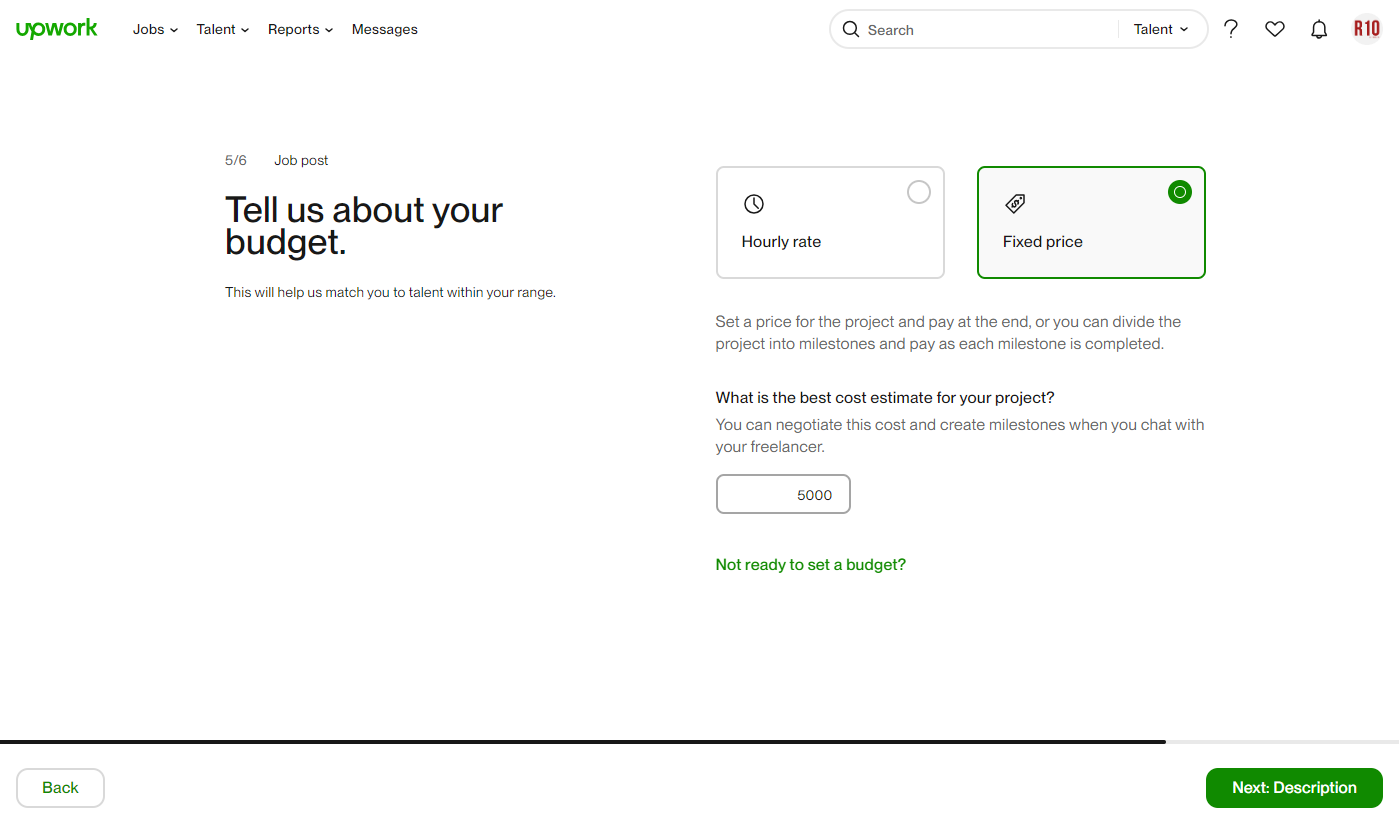 upwork Jobs Talent Reports Messages Search Talent R10
5/6 Job post
Tell us about your
budget.
This will help us match you to talent within your range.
Hourly rate
Fixed price
Set a price for the project and pay at the end, or you can divide the
project into milestones and pay as each milestone is completed.
What is the best cost estimate for your project?
You can negotiate this cost and create milestones when you chat with
your freelancer.
5000
Not ready to set a budget?
Back
Next: Description